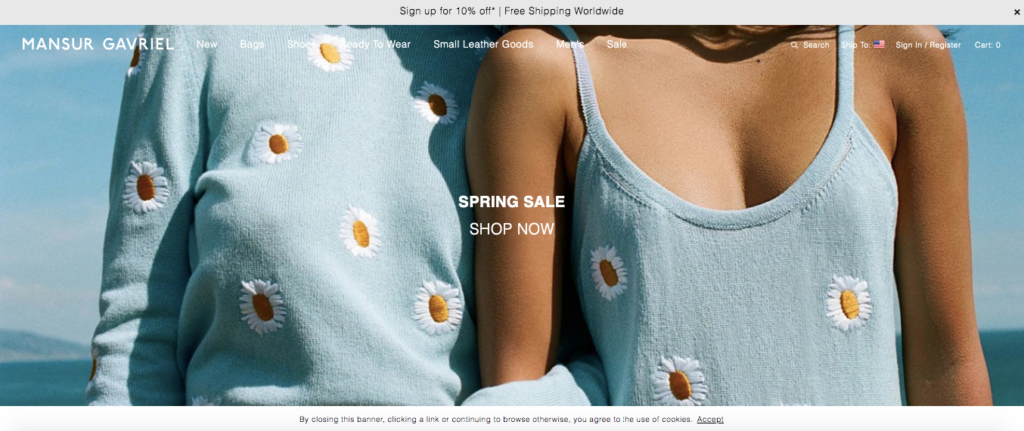 Sign up for 10% off* | Free Shipping Worldwide ×
MANSUR GAVRIEL New Bags Shoes Ready To Wear Small Leather Goods Men's Sale Search Ship To: Sign In / Register Cart: 0
SPRING SALE
SHOP NOW
By closing this banner, clicking a link or continuing to browse otherwise, you agree to the use of cookies. Accept